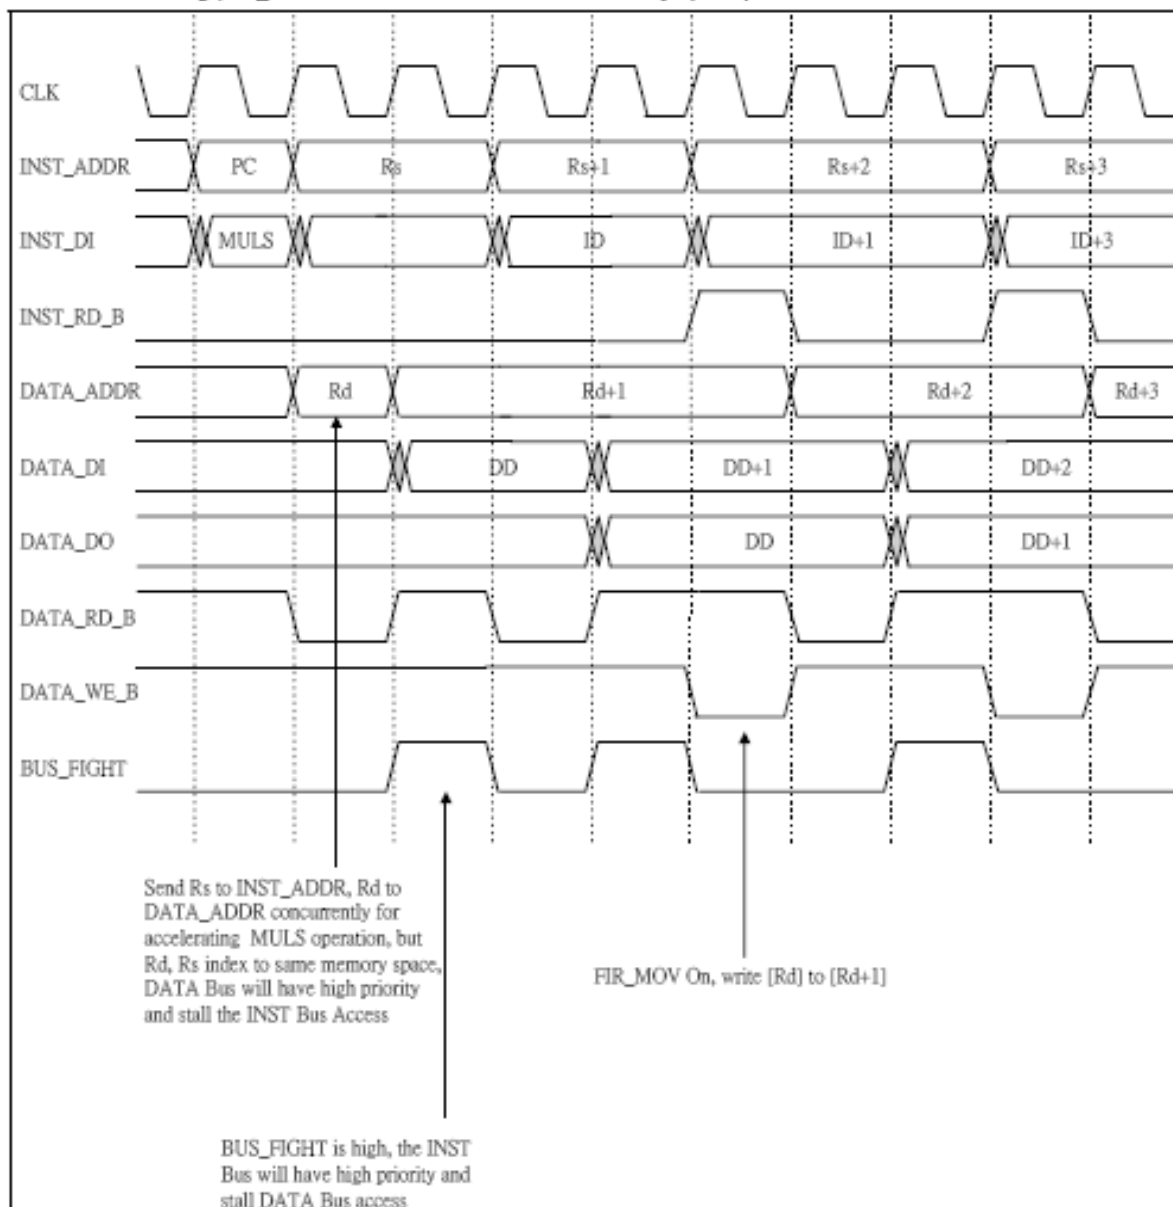 CLK
INST_ADDR PC Rs Rs+1 Rs+2 Rs+3
INST_DI MULS ID ID+1 ID+3
INST_RD_B
DATA_ADDR Rd Rd+1 Rd+2 Rd+3
DATA_DI DD DD+1 DD+2
DATA_DO DD DD+1
DATA_RD_B
DATA_WE_B
BUS_FIGHT
Send Rs to INST_ADDR, Rd to
DATA_ADDR concurrently for
accelerating MULS operation, but
Rd, Rs index to same memory space,
DATA Bus will have high priority
and stall the INST Bus Access
FIR_MOV On, write [Rd] to [Rd+1]
BUS_FIGHT is high, the INST
Bus will have high priority and
stall DATA Bus access